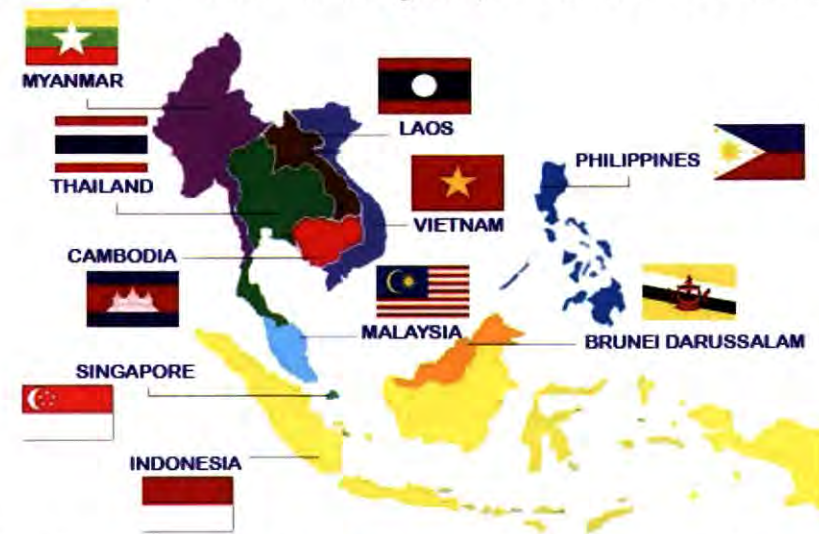 MYANMAR
LAOS
THAILAND
PHILIPPINES
VIETNAM
CAMBODIA
MALAYSIA
BRUNEI DARUSSALAM
SINGAPORE
INDONESIA